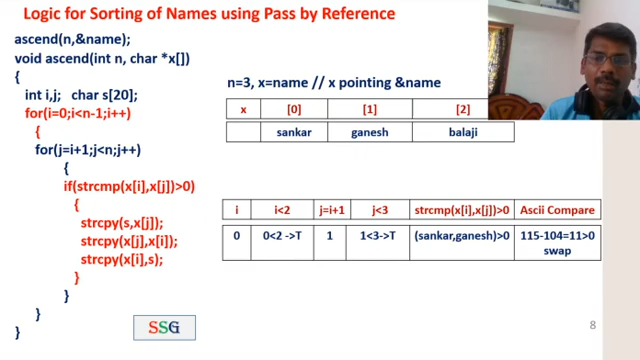 Logic for Sorting of Names using Pass by Reference
ascend(n,&name);
void ascend(int n, char *x[])
{
int i,j; char s[20];
for(i=0;i<n-1;i++)
{
for(j=i+1;j<n;j++)
{
if(strcmp(x[i],x[j])>0)
{
strcpy(s,x[j]);
strcpy(x[j],x[i]);
strcpy(x[i],s);
}
}
}
}
n=3, x=name // x pointing &name
x [0] [1] [2]
sankar ganesh balaji
i i<2 j=i+1 j<3 strcmp(x[i],x[j])>0 Ascii Compare
0 0<2 ->T 1 1<3->T (sankar,ganesh)>0 115-104=11>0
swap
SSG
8